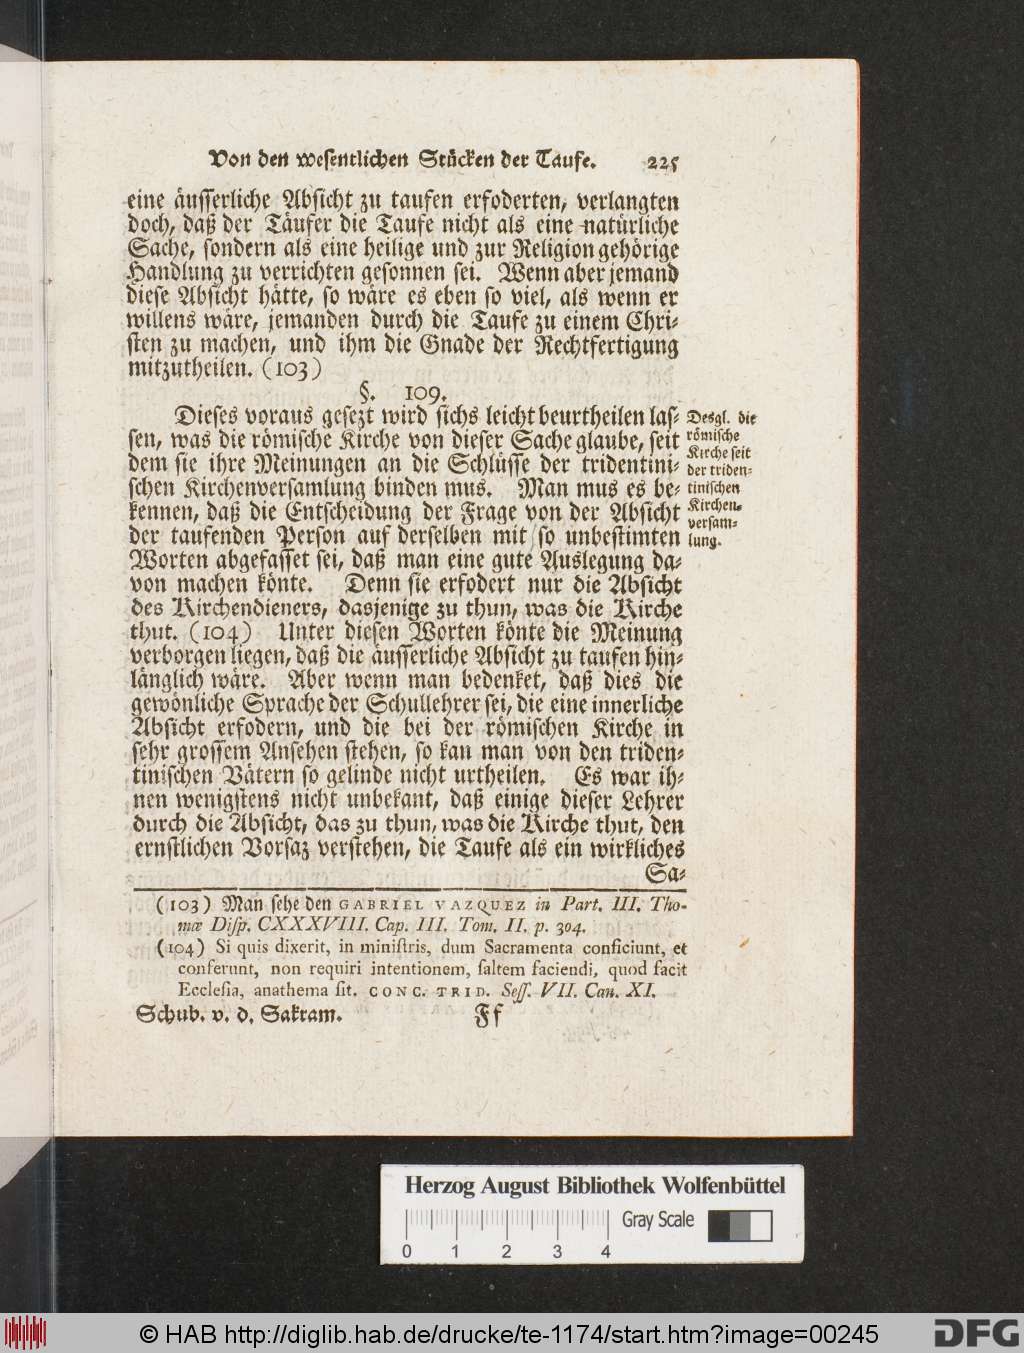 Von den wesentlichen Stücken der Taufe. 225
eine äusserliche Absicht zu taufen erfoderten, verlangten
doch, daß der Täufer die Taufe nicht als eine natürliche
Sache, sondern als eine heilige und zur Religion gehörige
Handlung zu verrichten gesonnen sei. Wenn aber jemand
diese Absicht hätte, so wäre es eben so viel, als wenn er
willens wäre, jemanden durch die Taufe zu einem Chri-
sten zu machen, und ihm die Gnade der Rechtfertigung
mitzutheilen. (103)
§. 109.
Dieses voraus gesezt wird sichs leicht beurtheilen las-
sen, was die römische Kirche von dieser Sache glaube, seit
dem sie ihre Meinungen an die Schlüsse der tridentini-
schen Kirchenversamlung binden mus. Man mus es be-
kennen, daß die Entscheidung der Frage von der Absicht
der taufenden Person auf derselben mit so unbestimten
Worten abgefasset sei, daß man eine gute Auslegung da-
von machen könte. Denn sie erfodert nur die Absicht
des Kirchendieners, dasjenige zu thun, was die Kirche
thut. (104) Unter diesen Worten könte die Meinung
verborgen liegen, daß die äusserliche Absicht zu taufen hin-
länglich wäre. Aber wenn man bedenket, daß dies die
gewönliche Sprache der Schullehrer sei, die eine innerliche
Absicht erfodern, und die bei der römischen Kirche in
sehr grossem Ansehen stehen, so kan man von den triden-
tinischen Vätern so gelinde nicht urtheilen. Es war ih-
nen wenigstens nicht unbekant, daß einige dieser Lehrer
durch die Absicht, das zu thun, was die Kirche thut, den
ernstlichen Vorsaz verstehen, die Taufe als ein wirkliches
Sa-
Desgl. die
römische
Kirche seit
der triden-
tinischen
Kirchen-
versam-
lung.
(103) Man sehe den GABRIEL VAZQUEZ in Part. III. Tho-
mæ Disp. CXXXVIII. Cap. III. Tom. II. p. 304.
(104) Si quis dixerit, in ministris, dum Sacramenta conficiunt, et
conferunt, non requiri intentionem, saltem faciendi, quod facit
Ecclesia, anathema sit. CONC. TRID. Sess. VII. Can. XI.
Schub. v. d. Sakram. Ff
Herzog August Bibliothek Wolfenbüttel
Gray Scale
0 1 2 3 4
© HAB http://diglib.hab.de/drucke/te-1174/start.htm?image=00245
DFG